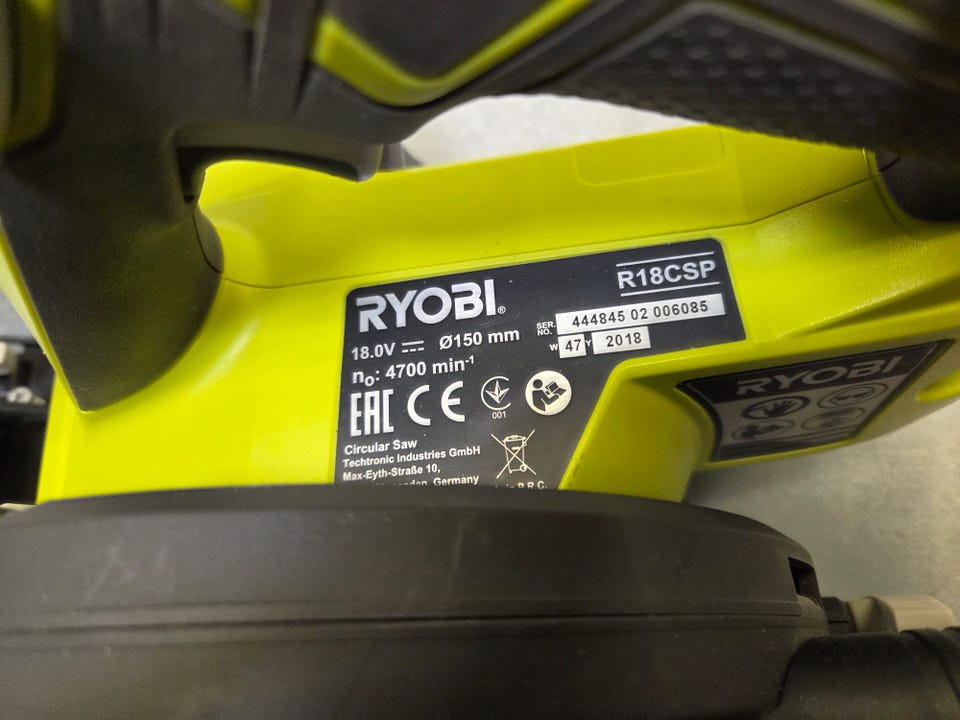 RYOBI®
R18CSP
18.0V ⎓ Ø150 mm
SER. NO. 444845 02 006085
W 47 Y 2018
n₀: 4700 min⁻¹
EAC CE
001
Circular Saw
Techtronic Industries GmbH
Max-Eyth-Straße 10,
Germany
P.R.C.
RYOBI